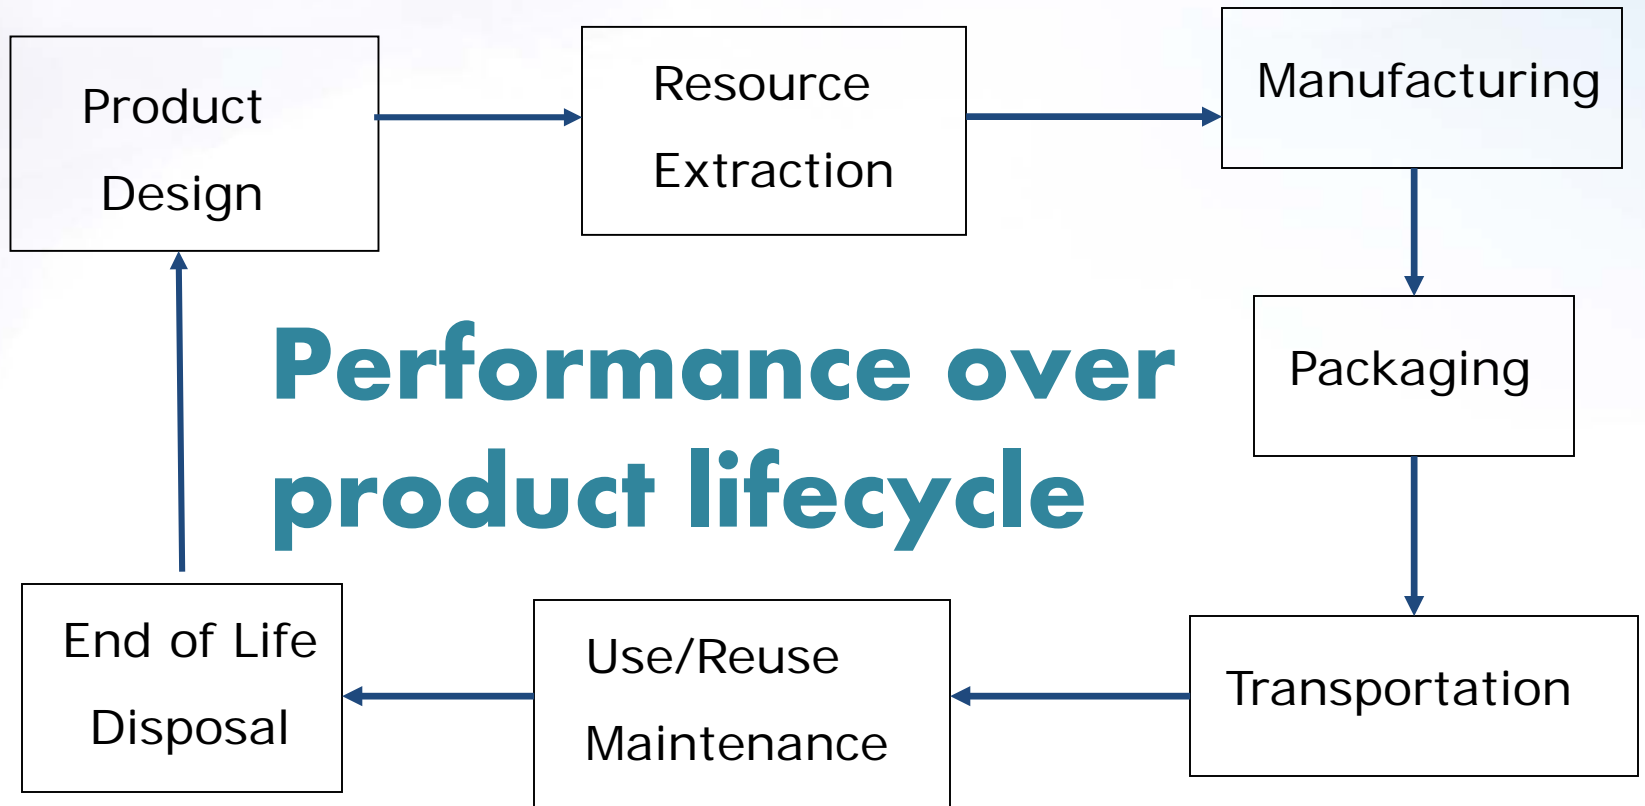 Product
Design
Resource
Extraction
Manufacturing
Packaging
Performance over
product lifecycle
Transportation
Use/Reuse
Maintenance
End of Life
Disposal